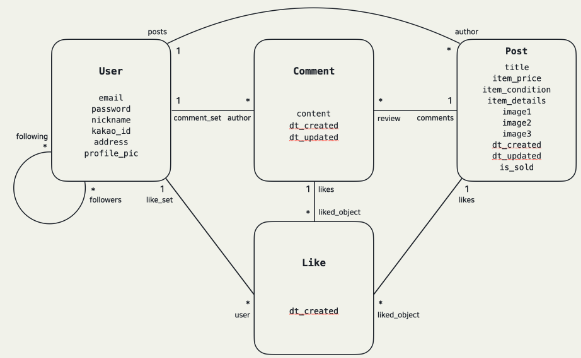 posts
author
1
*
User
email
password
nickname
kakao_id
address
profile_pic
Comment
content
dt_created
dt_updated
Post
title
item_price
item_condition
item_details
image1
image2
image3
dt_created
dt_updated
is_sold
1
*
comment_set
author
*
1
review
comments
following
*
*
followers
1
like_set
1
likes
*
liked_object
1
likes
Like
dt_created
*
user
*
liked_object